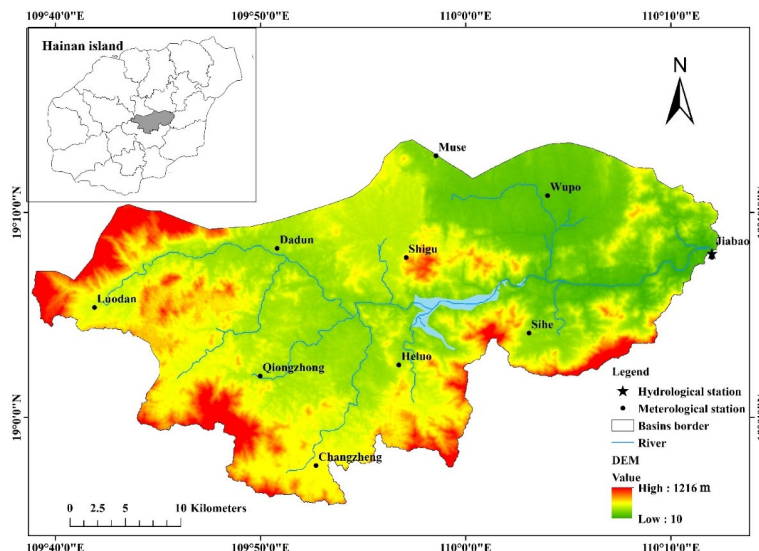 109°40'0"E 109°50'0"E 110°0'0"E 110°10'0"E
Hainan island
N
Muse
Wupo
19°10'0"N
Dadun
Shigu
Jiabao
Luodan
Sihe
Heluo
Qiongzhong
Legend
Hydrological station
Meterological station
Basins border
River
19°0'0"N
Changzheng
DEM
Value
High : 1216 m
Low : 10
0 2.5 5 10 Kilometers
109°40'0"E 109°50'0"E 110°0'0"E 110°10'0"E